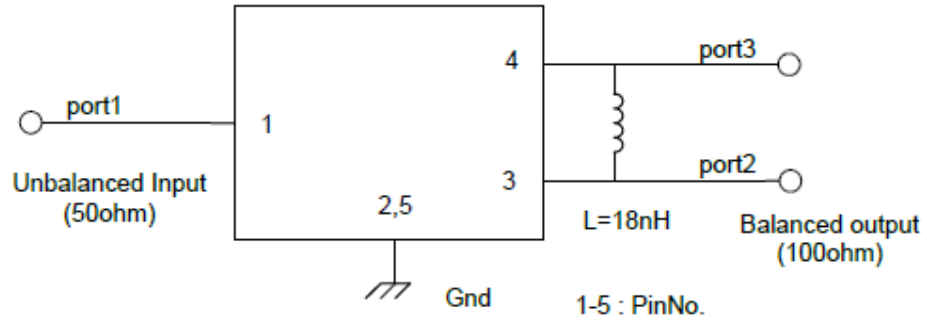 4
port3
port1
1
Unbalanced Input
(50ohm)
3
port2
2,5
L=18nH
Balanced output
(100ohm)
Gnd
1-5 : PinNo.